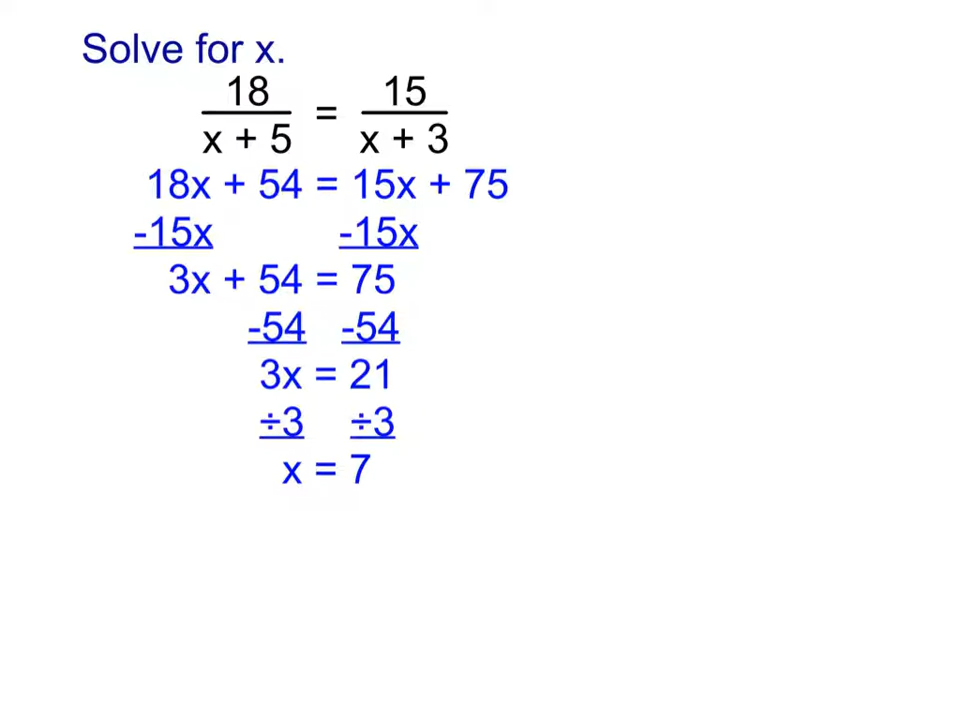 Solve for x.
18 15
x + 5 = x + 3
18x + 54 = 15x + 75
-15x -15x
3x + 54 = 75
-54 -54
3x = 21
÷3 ÷3
x = 7